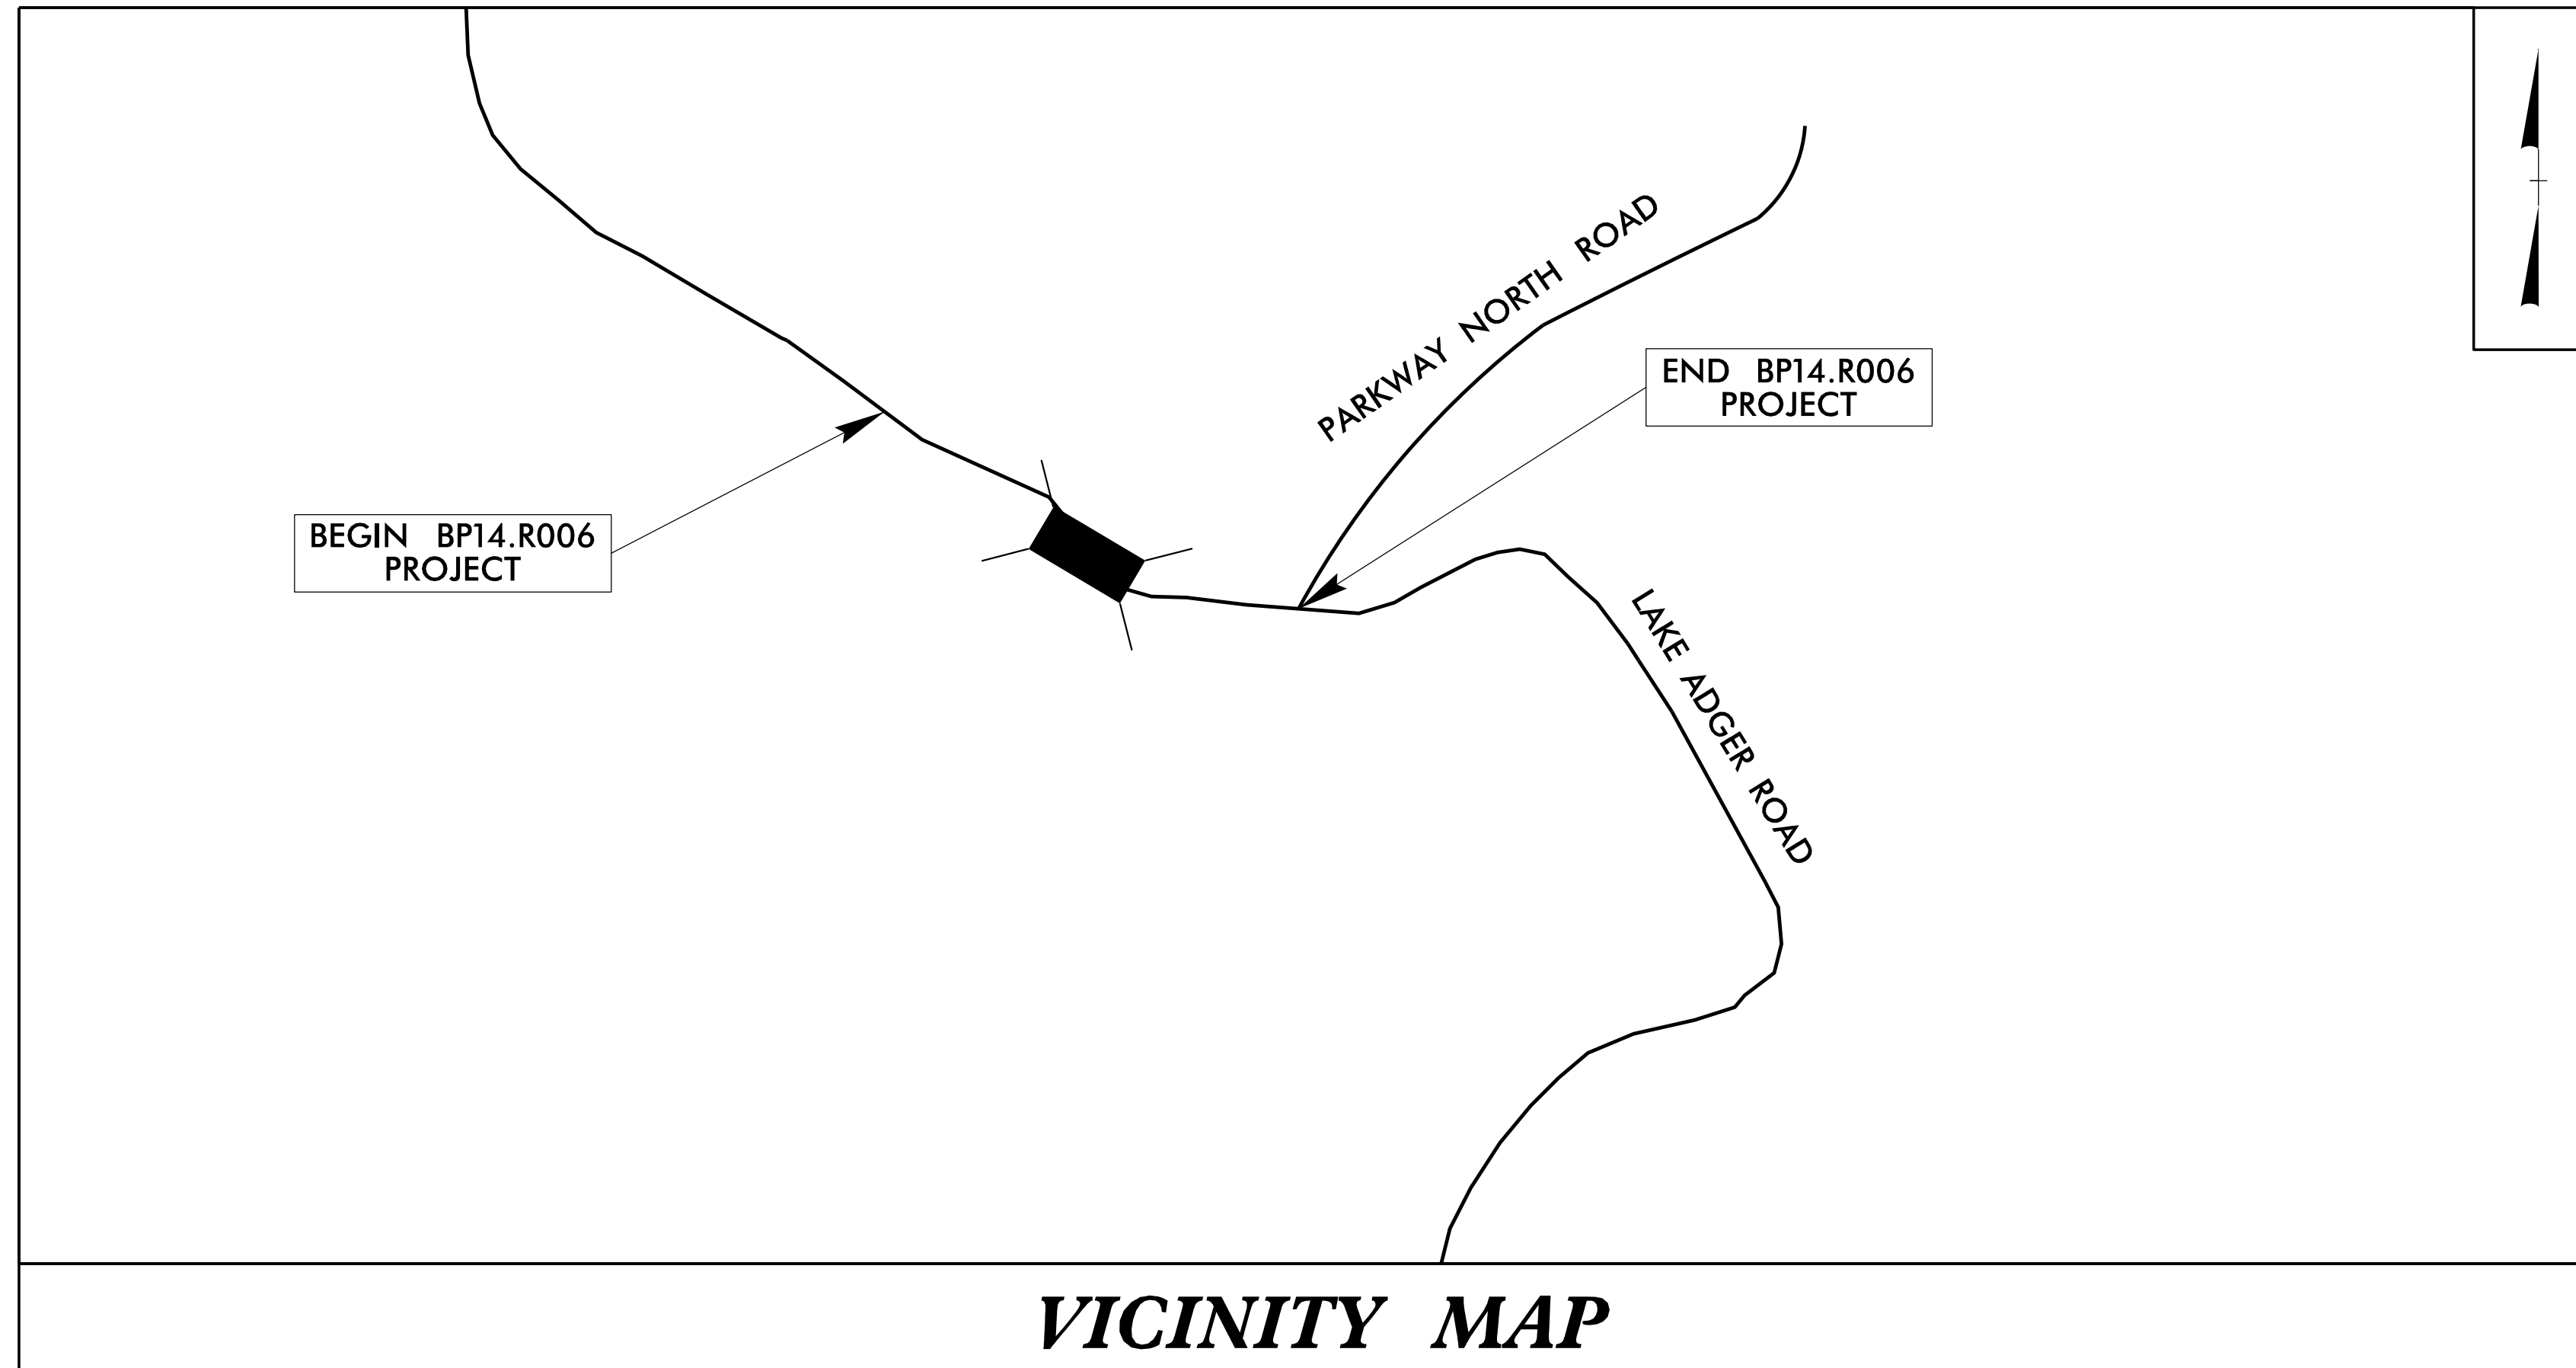 PARKWAY NORTH ROAD
END BP14.R006
PROJECT
BEGIN BP14.R006
PROJECT
LAKE ADGER ROAD
VICINITY MAP